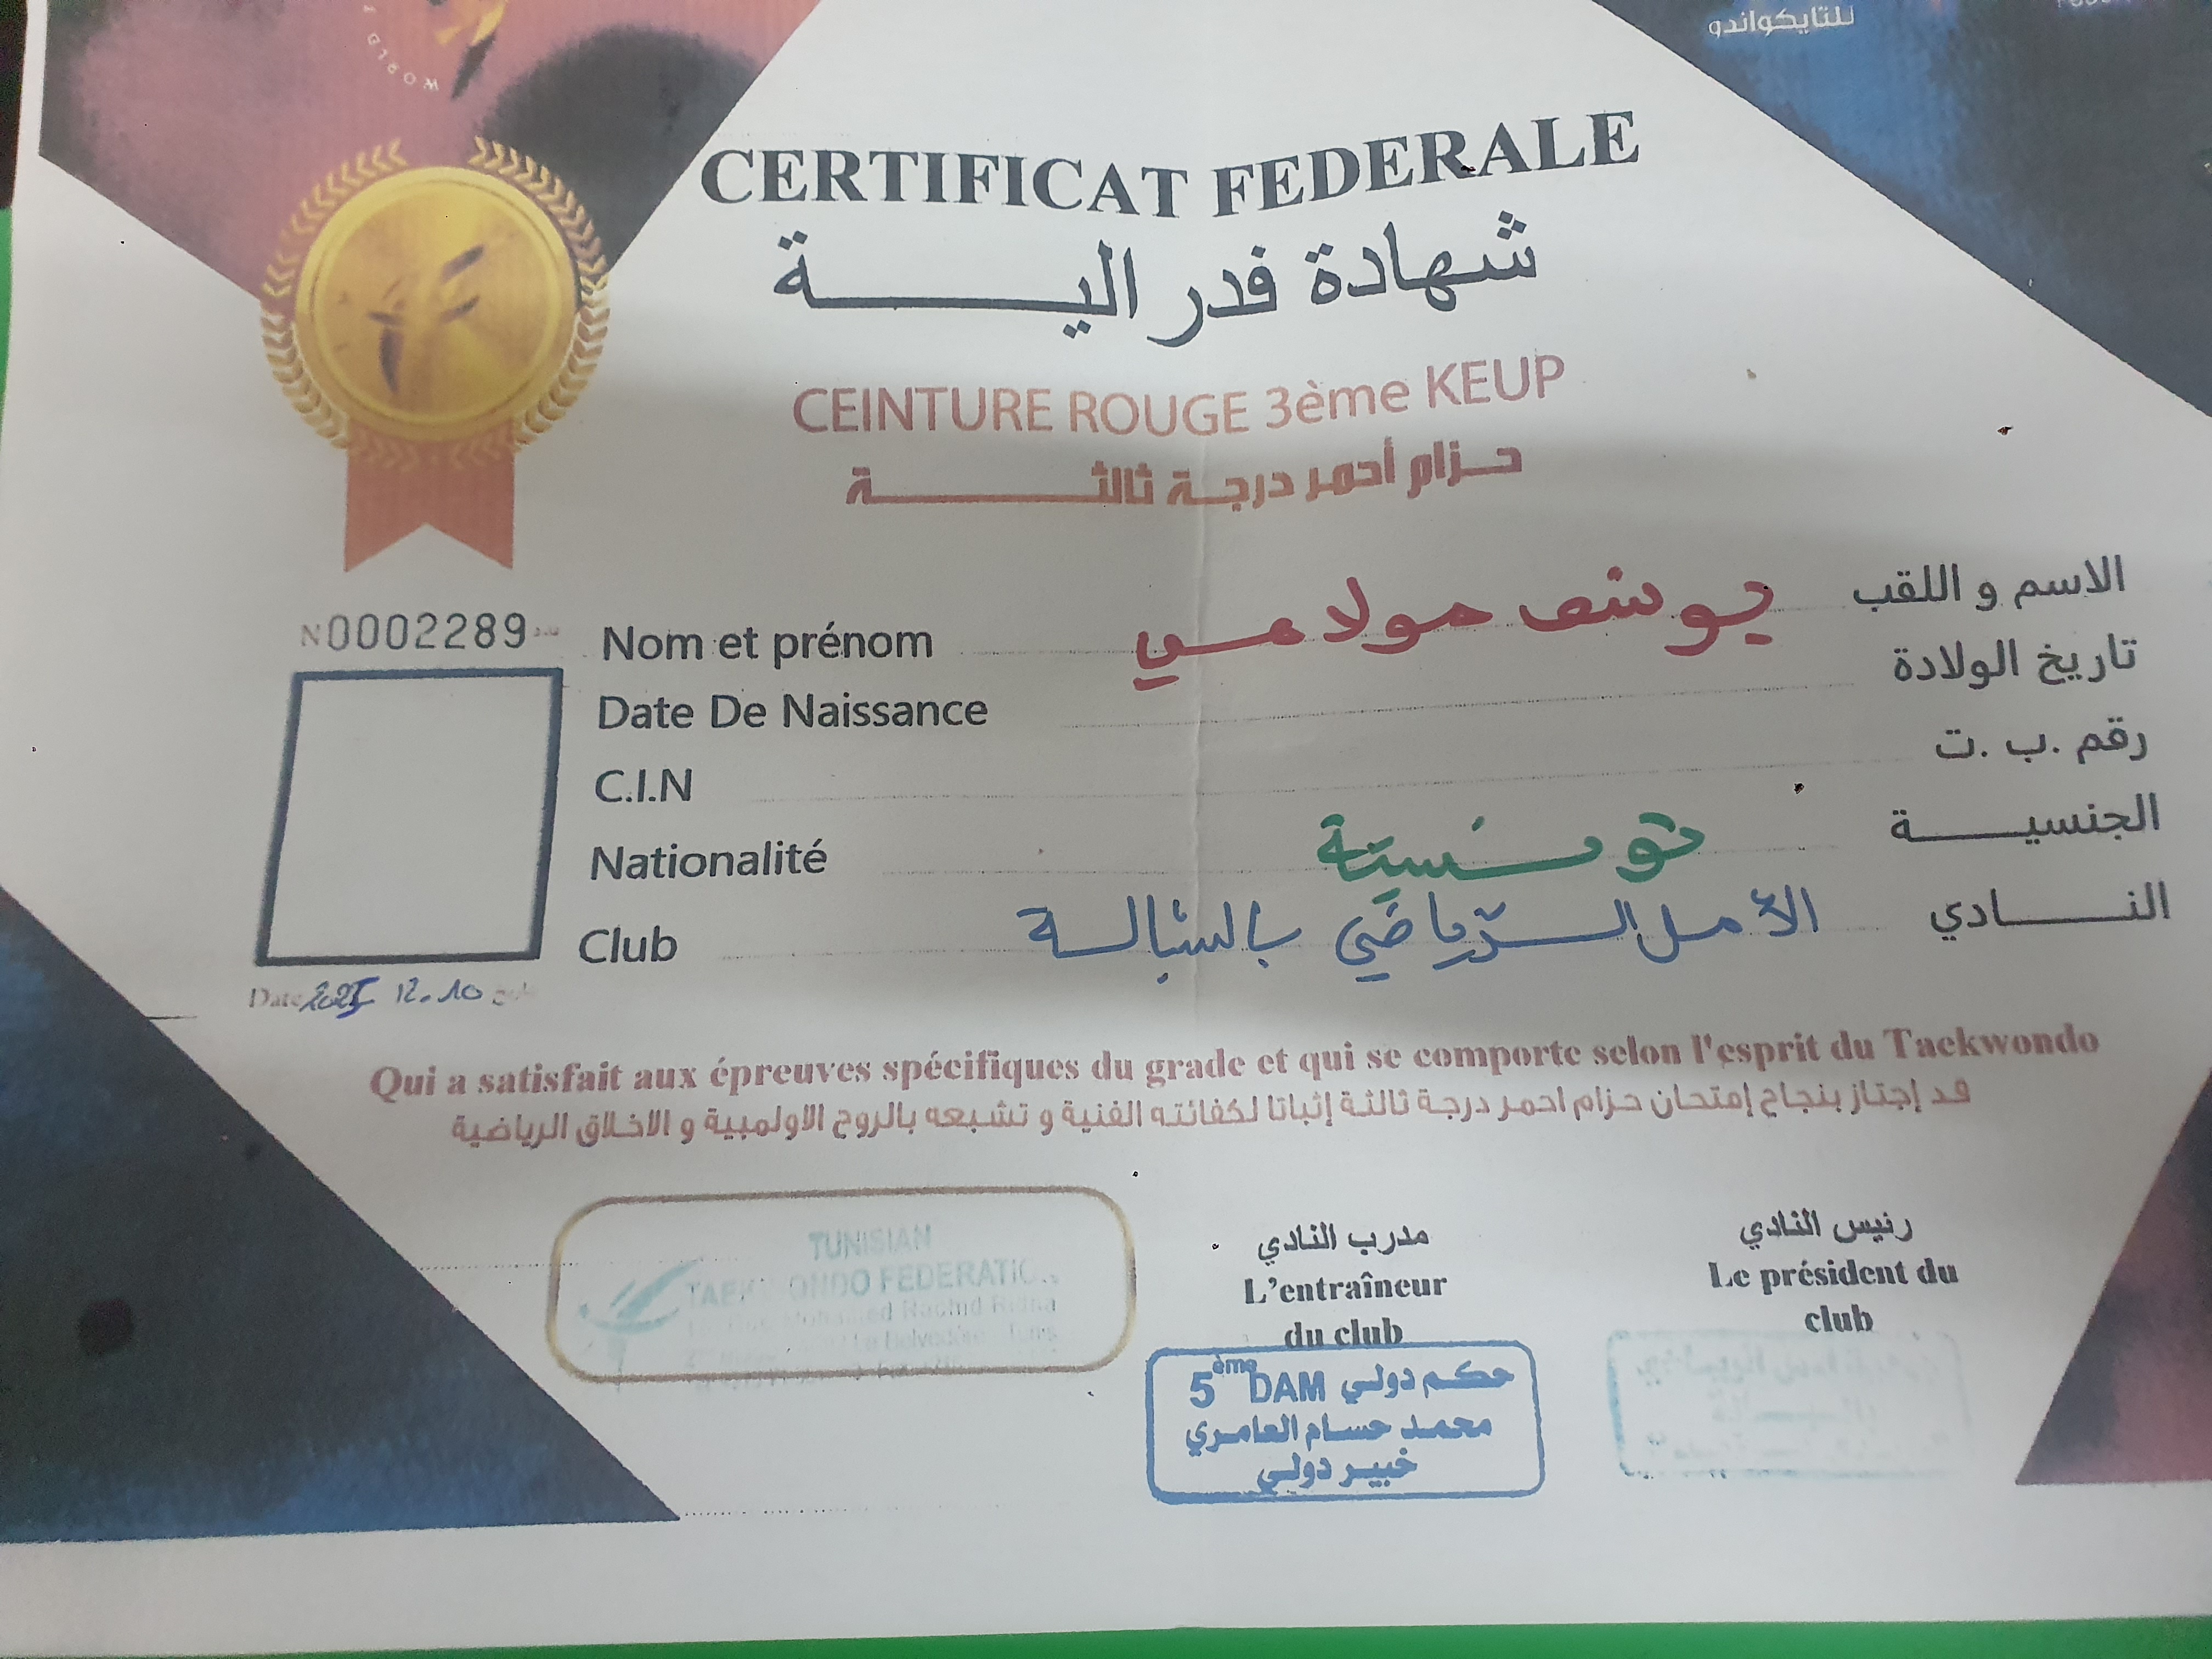 للتايكواندو
WORLD
CERTIFICAT FEDERALE
شهادة فدرالية
CEINTURE ROUGE 3ème KEUP
حزام أحمر درجة ثالثة
N0002289
Nom et prénom يوسف مولاهي الاسم و اللقب
Date De Naissance تاريخ الولادة
C.I.N رقم .ب .ت
Nationalité تونسية الجنسية
Club الأمل الرياضي بالسبالة النادي
Date 2025 12.10
Qui a satisfait aux épreuves spécifiques du grade et qui se comporte selon l'esprit du Taekwondo
قد إجتاز بنجاح إمتحان حزام احمر درجة ثالثة إثباتا لكفائته الفنية و تشبعه بالروح الاولمبية و الاخلاق الرياضية
TUNISIAN
FEDERATION
Rachid
مدرب النادي
L'entraîneur
du club
حكم دولي 5ème DAM
محمد حسام العامري
خبير دولي
رئيس النادي
Le président du
club